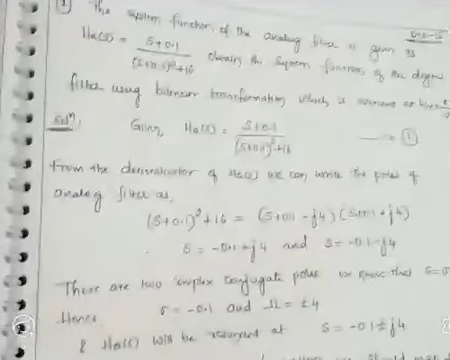 ① The system function of the analog filter is given as
Ha(s) = s+0.1 / (s+0.1)²+16 Obtain the system function of the digital
filter using bilinear transformation which is resonant at
Solⁿ: Given, Ha(s) = s+0.1 / (s+0.1)²+16 — ①
From the denominator of Ha(s) we can write the poles of
analog filter as,
(s+0.1)²+16 = (s+0.1-j4)(s+0.1+j4)
s = -0.1+j4 and s = -0.1-j4
There are two complex conjugate poles we know that s=σ
Hence σ = -0.1 and Ω = ±4
& Ha(s) will be resonant at s = -0.1±j4